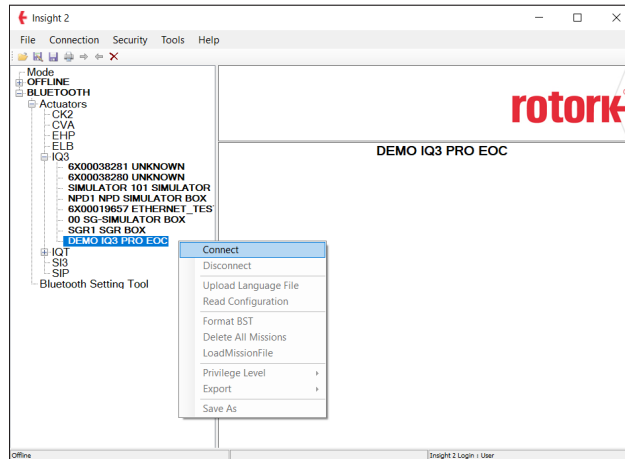 Insight 2
File Connection Security Tools Help
Mode
OFFLINE
BLUETOOTH
Actuators
CK2
CVA
EHP
ELB
IQ3
6X00038281 UNKNOWN
6X00038280 UNKNOWN
SIMULATOR 101 SIMULATOR
NPD1 NPD SIMULATOR BOX
6X00019657 ETHERNET_TES
00 SG-SIMULATOR BOX
SGR1 SGR BOX
DEMO IQ3 PRO EOC
IQT
SI3
SIP
Bluetooth Setting Tool
Connect
Disconnect
Upload Language File
Read Configuration
Format BST
Delete All Missions
LoadMissionFile
Privilege Level
Export
Save As
rotork
DEMO IQ3 PRO EOC
Offline
Insight 2 Login : User